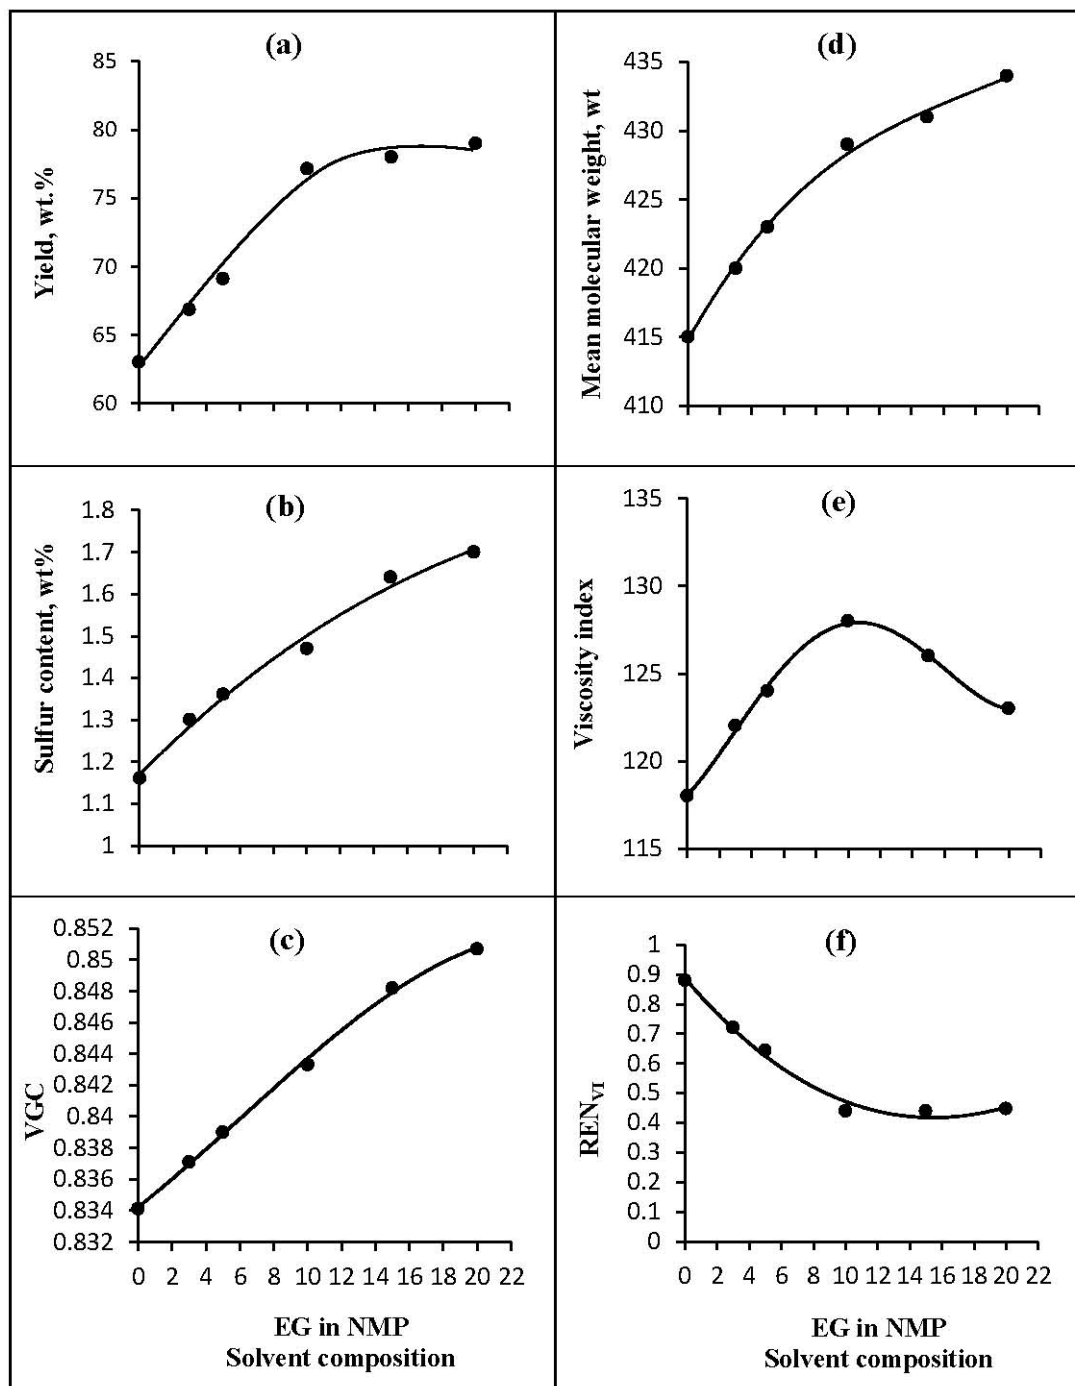 (a)
Yield, wt.%
85
80
75
70
65
60
(d)
Mean molecular weight, wt
435
430
425
420
415
410
(b)
Sulfur content, wt%
1.8
1.7
1.6
1.5
1.4
1.3
1.2
1.1
1
(e)
Viscosity index
135
130
125
120
115
(c)
VGC
0.852
0.85
0.848
0.846
0.844
0.842
0.84
0.838
0.836
0.834
0.832
0 2 4 6 8 10 12 14 16 18 20 22
EG in NMP
Solvent composition
(f)
REN_VI
1
0.9
0.8
0.7
0.6
0.5
0.4
0.3
0.2
0.1
0
0 2 4 6 8 10 12 14 16 18 20 22
EG in NMP
Solvent composition